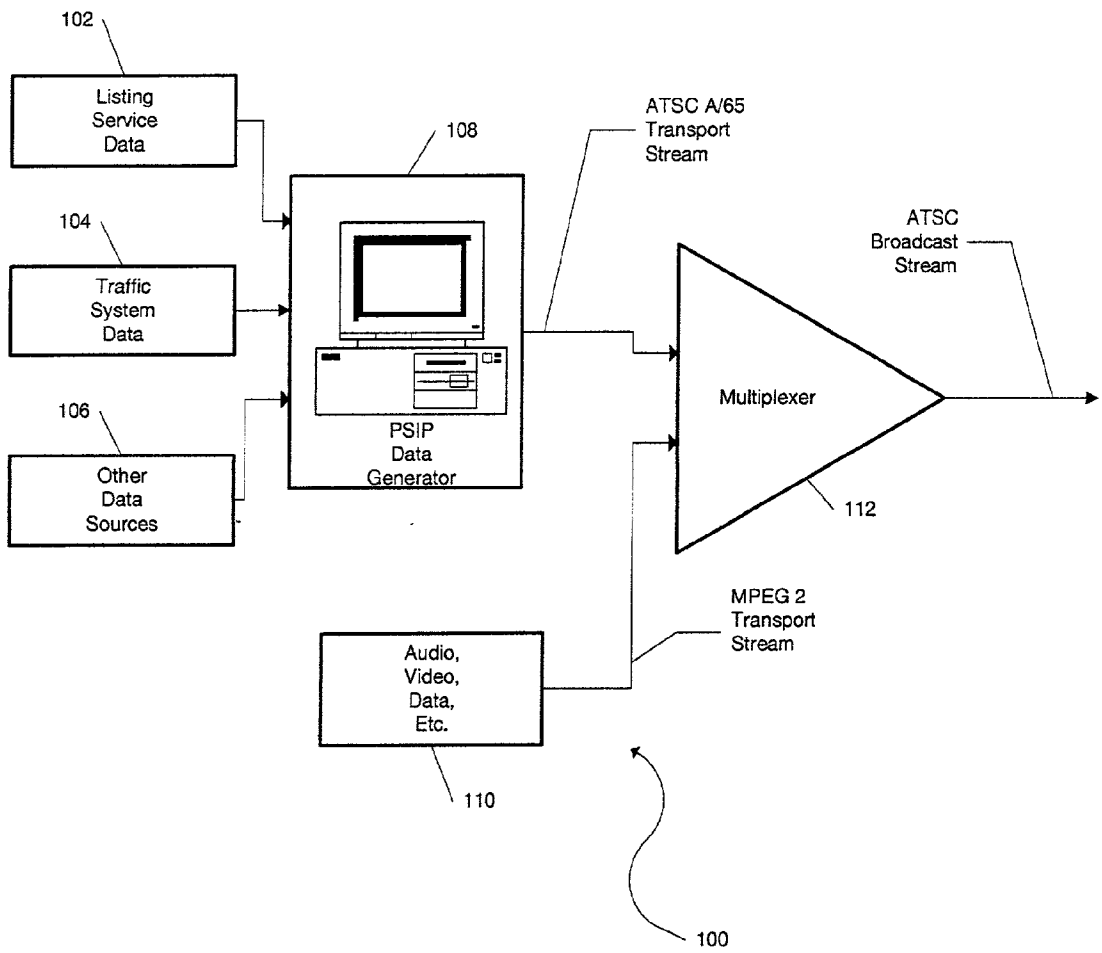 102
Listing
Service
Data
108
ATSC A/65
Transport
Stream
104
Traffic
System
Data
ATSC
Broadcast
Stream
106
Other
Data
Sources
PSIP
Data
Generator
Multiplexer
112
MPEG 2
Transport
Stream
Audio,
Video,
Data,
Etc.
110
100